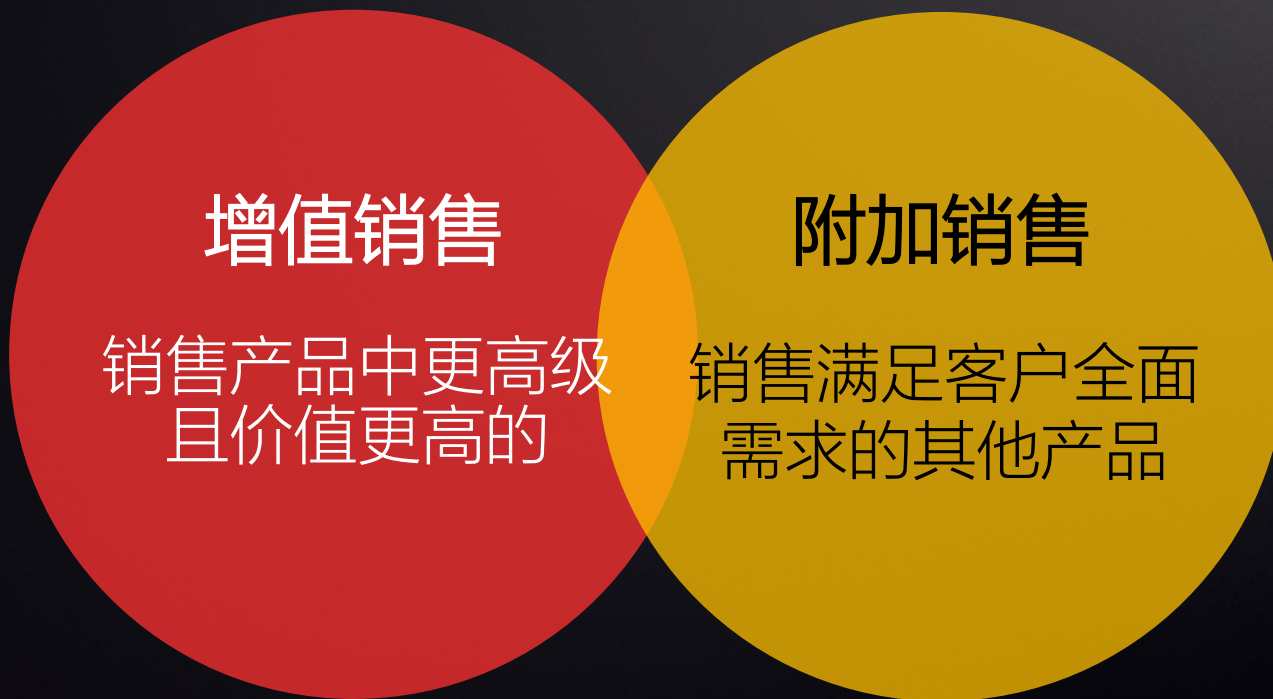 增值销售
销售产品中更高级
且价值更高的
附加销售
销售满足客户全面
需求的其他产品